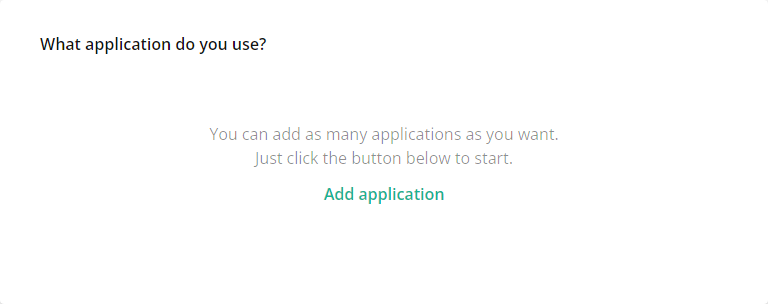 What application do you use?
You can add as many applications as you want.
Just click the button below to start.
Add application